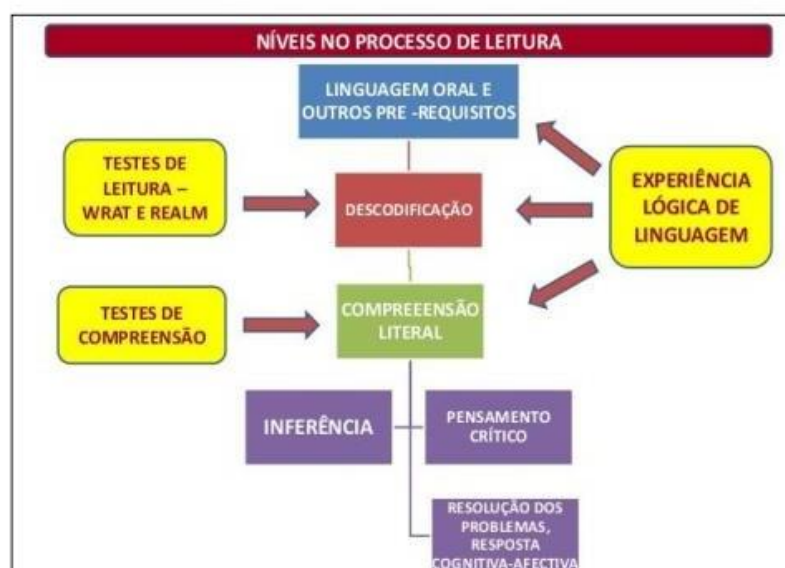 NÍVEIS NO PROCESSO DE LEITURA
LINGUAGEM ORAL E
OUTROS PRE -REQUISITOS
TESTES DE
LEITURA –
WRAT E REALM
DESCODIFICAÇÃO
EXPERIÊNCIA
LÓGICA DE
LINGUAGEM
TESTES DE
COMPREENSÃO
COMPREEENSÃO
LITERAL
INFERÊNCIA
PENSAMENTO
CRÍTICO
RESOLUÇÃO DOS
PROBLEMAS,
RESPOSTA
COGNITIVA-AFECTIVA